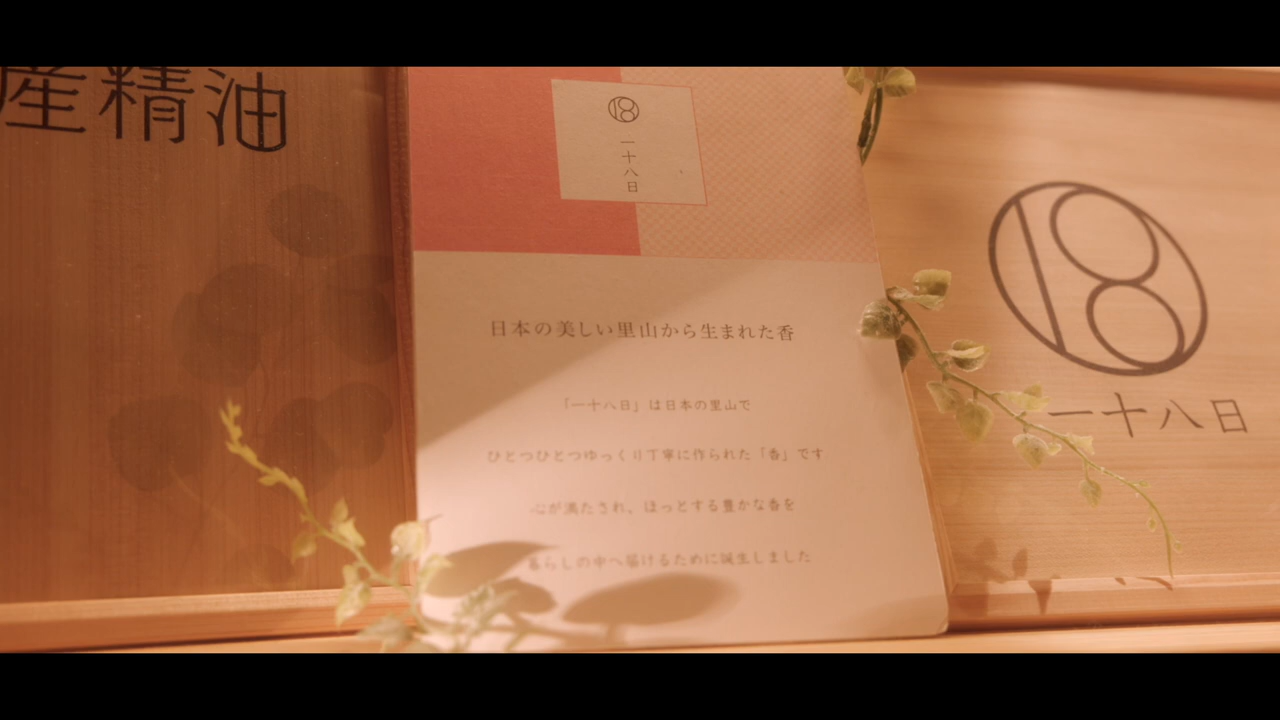 産精油
18
一十八日
日本の美しい里山から生まれた香
「一十八日」は日本の里山で
ひとつひとつゆっくり丁寧に作られた「香」です
心が満たされ、ほっとする豊かな香を
暮らしの中へ届けるために誕生しました
18
一十八日